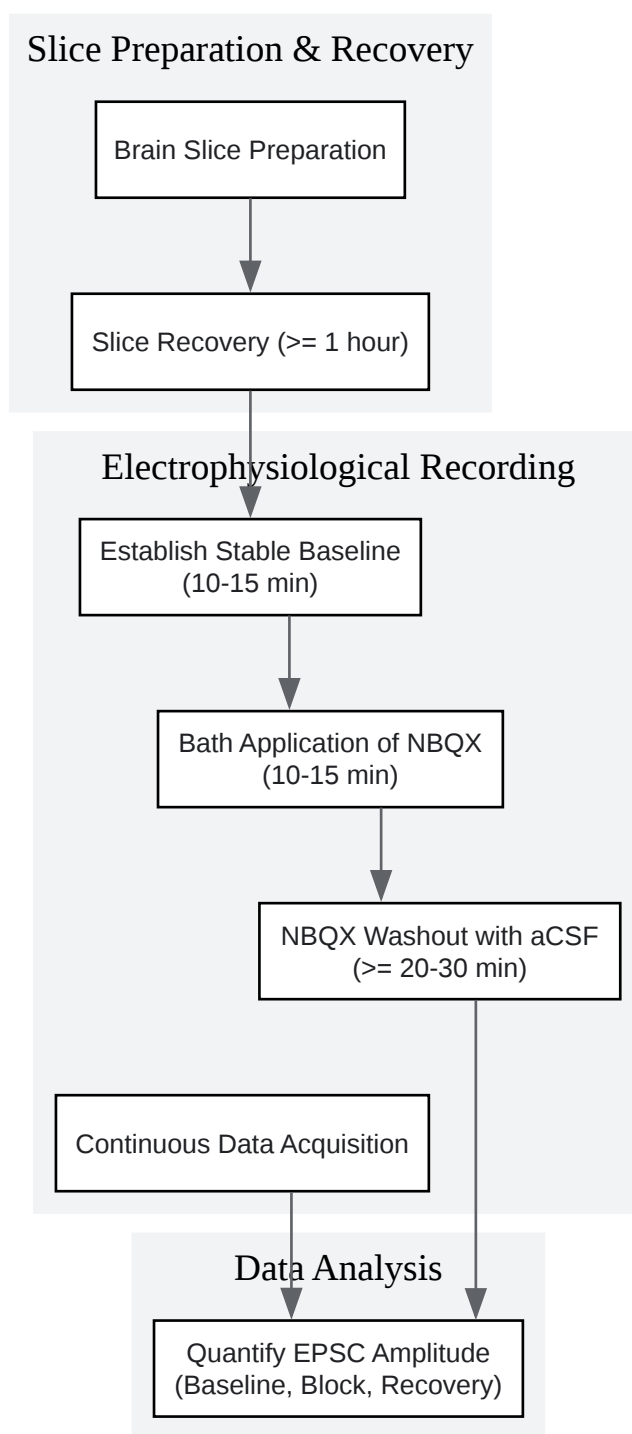 Slice Preparation & Recovery
Brain Slice Preparation
Slice Recovery (>= 1 hour)
Electrophysiological Recording
Establish Stable Baseline
(10-15 min)
Bath Application of NBQX
(10-15 min)
NBQX Washout with aCSF
(>= 20-30 min)
Continuous Data Acquisition
Data Analysis
Quantify EPSC Amplitude
(Baseline, Block, Recovery)